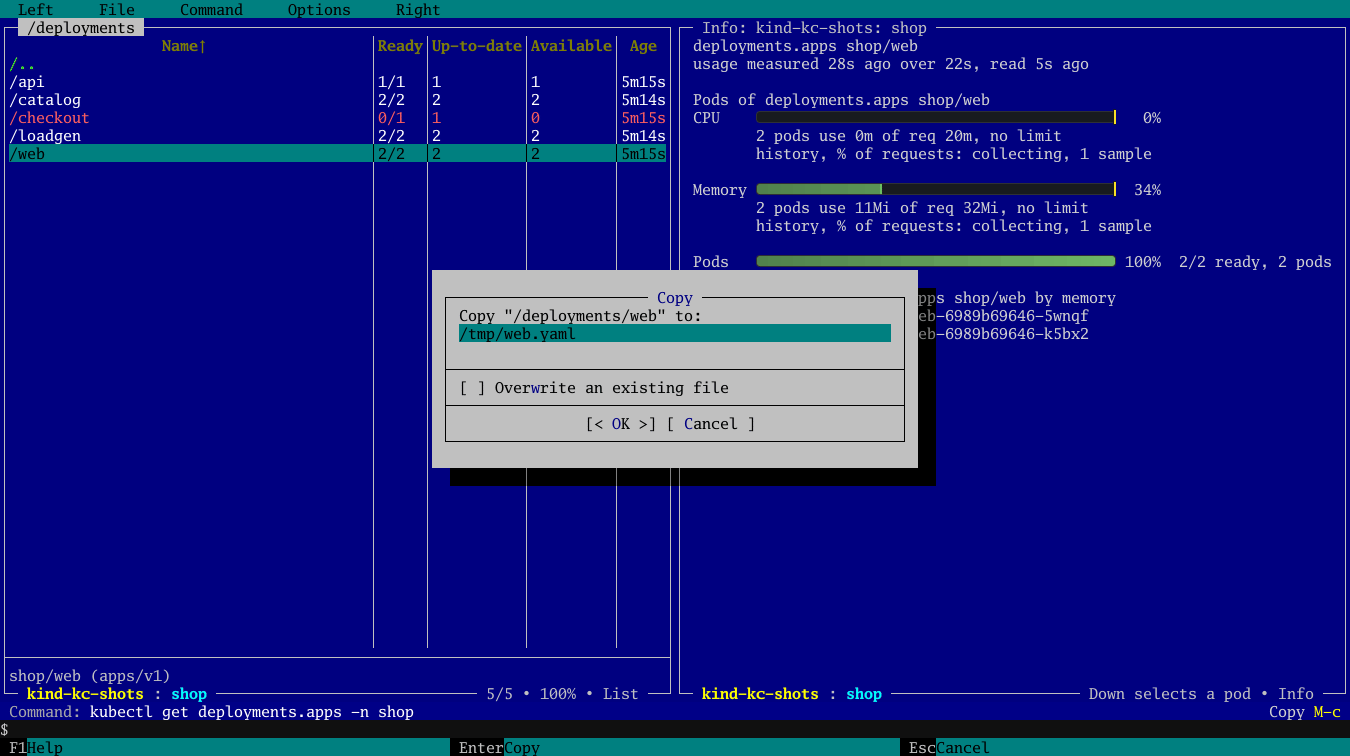 Left File Command Options Right
/deployments
Name↑ Ready Up-to-date Available Age
/..
/api 1/1 1 1 5m15s
/catalog 2/2 2 2 5m14s
/checkout 0/1 1 0 5m15s
/loadgen 2/2 2 2 5m14s
/web 2/2 2 2 5m15s
shop/web (apps/v1)
kind-kc-shots : shop 5/5 • 100% • List
Info: kind-kc-shots: shop
deployments.apps shop/web
usage measured 28s ago over 22s, read 5s ago
Pods of deployments.apps shop/web
CPU 0%
2 pods use 0m of req 20m, no limit
history, % of requests: collecting, 1 sample
Memory 34%
2 pods use 11Mi of req 32Mi, no limit
history, % of requests: collecting, 1 sample
Pods 100% 2/2 ready, 2 pods
pps shop/web by memory
eb-6989b69646-5wnqf
eb-6989b69646-k5bx2
kind-kc-shots : shop Down selects a pod • Info
Copy
Copy "/deployments/web" to:
/tmp/web.yaml
[ ] Overwrite an existing file
[< OK >] [ Cancel ]
Command: kubectl get deployments.apps -n shop Copy M-c
$
F1Help EnterCopy EscCancel